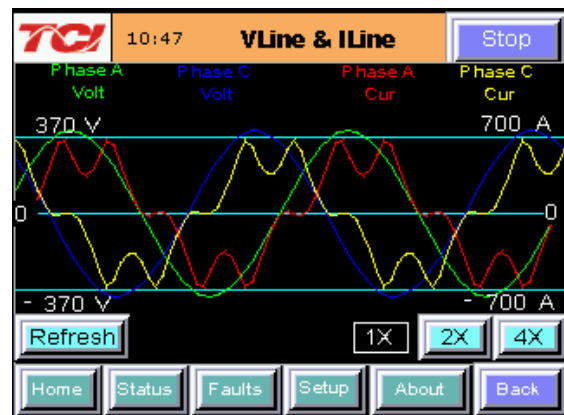 TCI 10:47 VLine & ILine Stop
Phase A Phase C Phase A Phase C
Volt Volt Cur Cur
370 V 700 A
0 0
- 370 V - 700 A
Refresh 1X 2X 4X
Home Status Faults Setup About Back